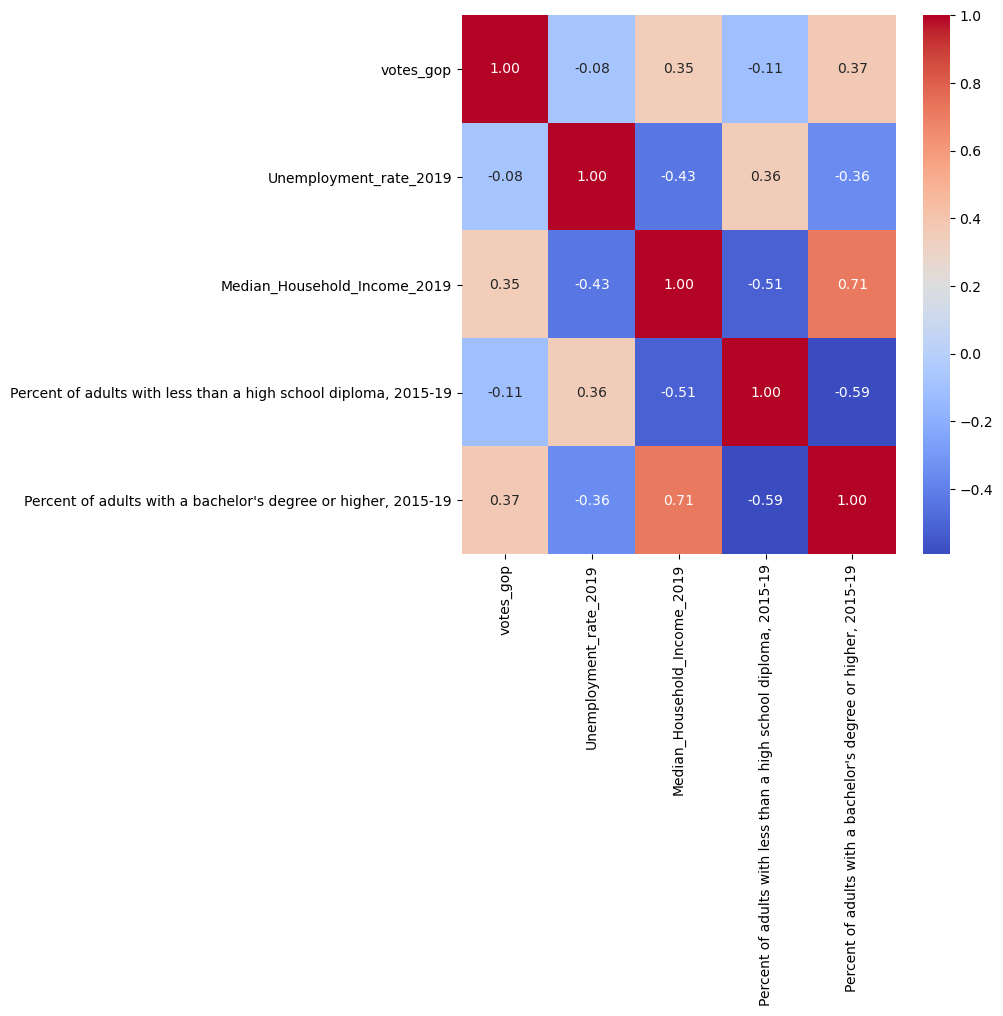 votes_gop 1.00 -0.08 0.35 -0.11 0.37
Unemployment_rate_2019 -0.08 1.00 -0.43 0.36 -0.36
Median_Household_Income_2019 0.35 -0.43 1.00 -0.51 0.71
Percent of adults with less than a high school diploma, 2015-19 -0.11 0.36 -0.51 1.00 -0.59
Percent of adults with a bachelor's degree or higher, 2015-19 0.37 -0.36 0.71 -0.59 1.00
votes_gop
Unemployment_rate_2019
Median_Household_Income_2019
Percent of adults with less than a high school diploma, 2015-19
Percent of adults with a bachelor's degree or higher, 2015-19
1.0
0.8
0.6
0.4
0.2
0.0
−0.2
−0.4